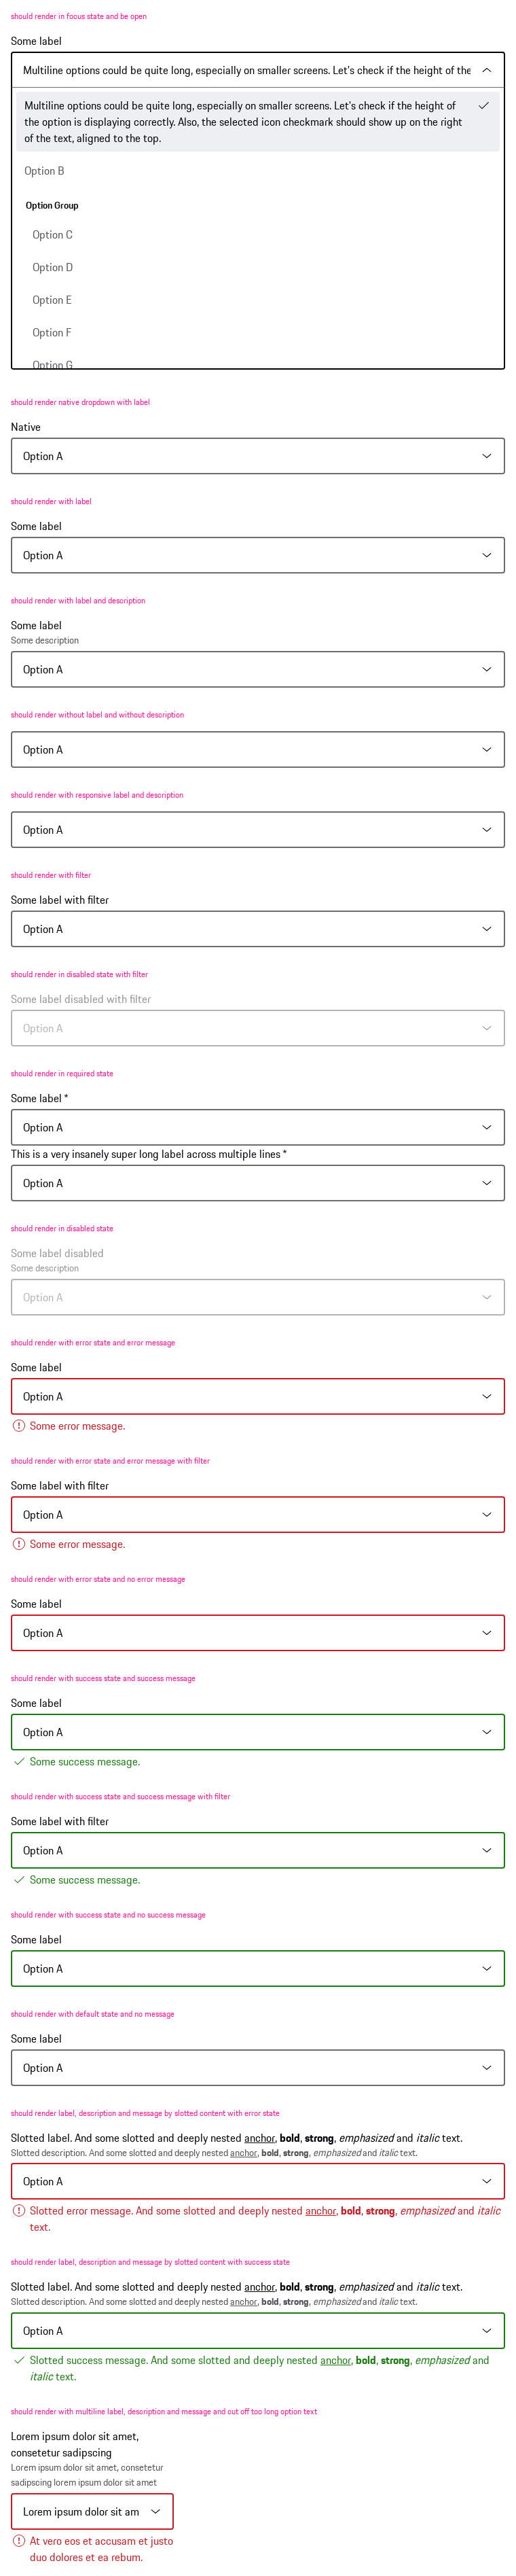 should render in focus state and be open
Some label
Multiline options could be quite long, especially on smaller screens. Let's check if the height of the
Multiline options could be quite long, especially on smaller screens. Let's check if the height of
the option is displaying correctly. Also, the selected icon checkmark should show up on the right
of the text, aligned to the top.
Option B
Option Group
Option C
Option D
Option E
Option F
Option G
should render native dropdown with label
Native
Option A
should render with label
Some label
Option A
should render with label and description
Some label
Some description
Option A
should render without label and without description
Option A
should render with responsive label and description
Option A
should render with filter
Some label with filter
Option A
should render in disabled state with filter
Some label disabled with filter
Option A
should render in required state
Some label *
Option A
This is a very insanely super long label across multiple lines *
Option A
should render in disabled state
Some label disabled
Some description
Option A
should render with error state and error message
Some label
Option A
Some error message.
should render with error state and error message with filter
Some label with filter
Option A
Some error message.
should render with error state and no error message
Some label
Option A
should render with success state and success message
Some label
Option A
Some success message.
should render with success state and success message with filter
Some label with filter
Option A
Some success message.
should render with success state and no success message
Some label
Option A
should render with default state and no message
Some label
Option A
should render label, description and message by slotted content with error state
Slotted label. And some slotted and deeply nested anchor, bold, strong, emphasized and italic text.
Slotted description. And some slotted and deeply nested anchor, bold, strong, emphasized and italic text.
Option A
Slotted error message. And some slotted and deeply nested anchor, bold, strong, emphasized and italic
text.
should render label, description and message by slotted content with success state
Slotted label. And some slotted and deeply nested anchor, bold, strong, emphasized and italic text.
Slotted description. And some slotted and deeply nested anchor, bold, strong, emphasized and italic text.
Option A
Slotted success message. And some slotted and deeply nested anchor, bold, strong, emphasized and
italic text.
should render with multiline label, description and message and cut off too long option text
Lorem ipsum dolor sit amet,
consetetur sadipscing
Lorem ipsum dolor sit amet, consetetur
sadipscing lorem ipsum dolor sit amet
Lorem ipsum dolor sit am
At vero eos et accusam et justo
duo dolores et ea rebum.